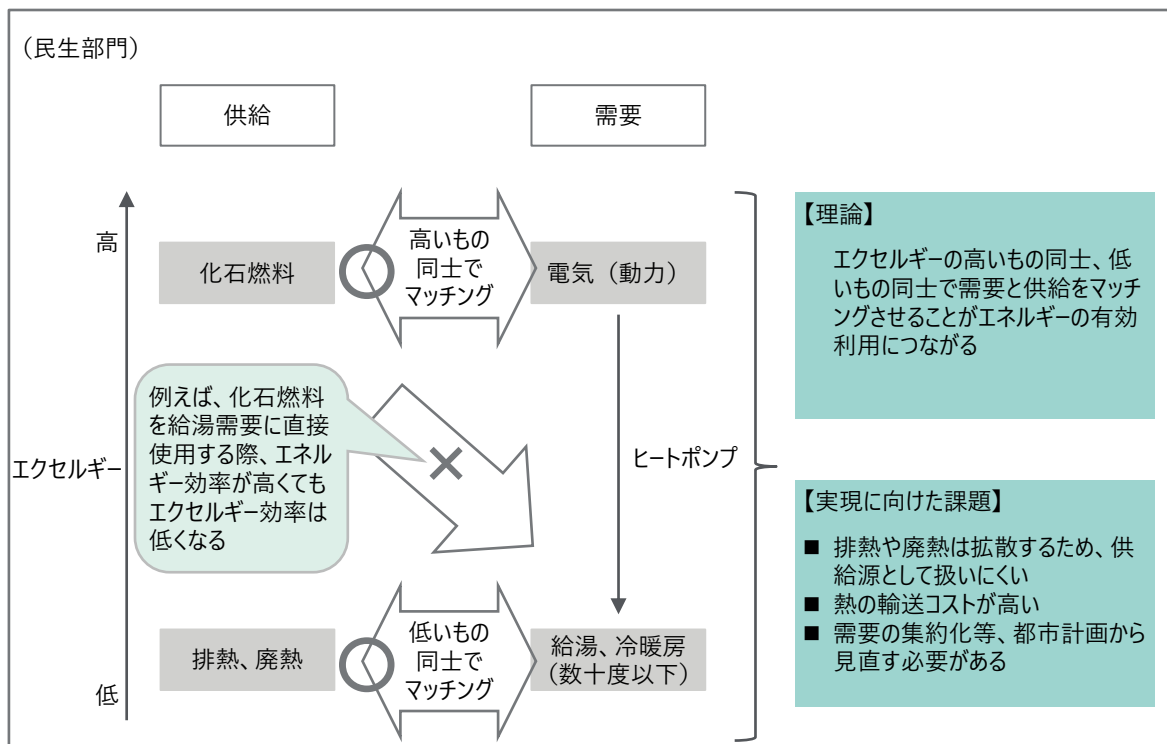 （民生部門）
供給
需要
高
化石燃料
高いもの
同士で
マッチング
電気（動力）
例えば、化石燃料
を給湯需要に直接
使用する際、エネル
ギー効率が高くても
エクセルギー効率は
低くなる
エクセルギー
ヒートポンプ
低
排熱、廃熱
低いもの
同士で
マッチング
給湯、冷暖房
（数十度以下）
【理論】
エクセルギーの高いもの同士、低
いもの同士で需要と供給をマッチ
ングさせることがエネルギーの有効
利用につながる
【実現に向けた課題】
■ 排熱や廃熱は拡散するため、供
給源として扱いにくい
■ 熱の輸送コストが高い
■ 需要の集約化等、都市計画から
見直す必要がある